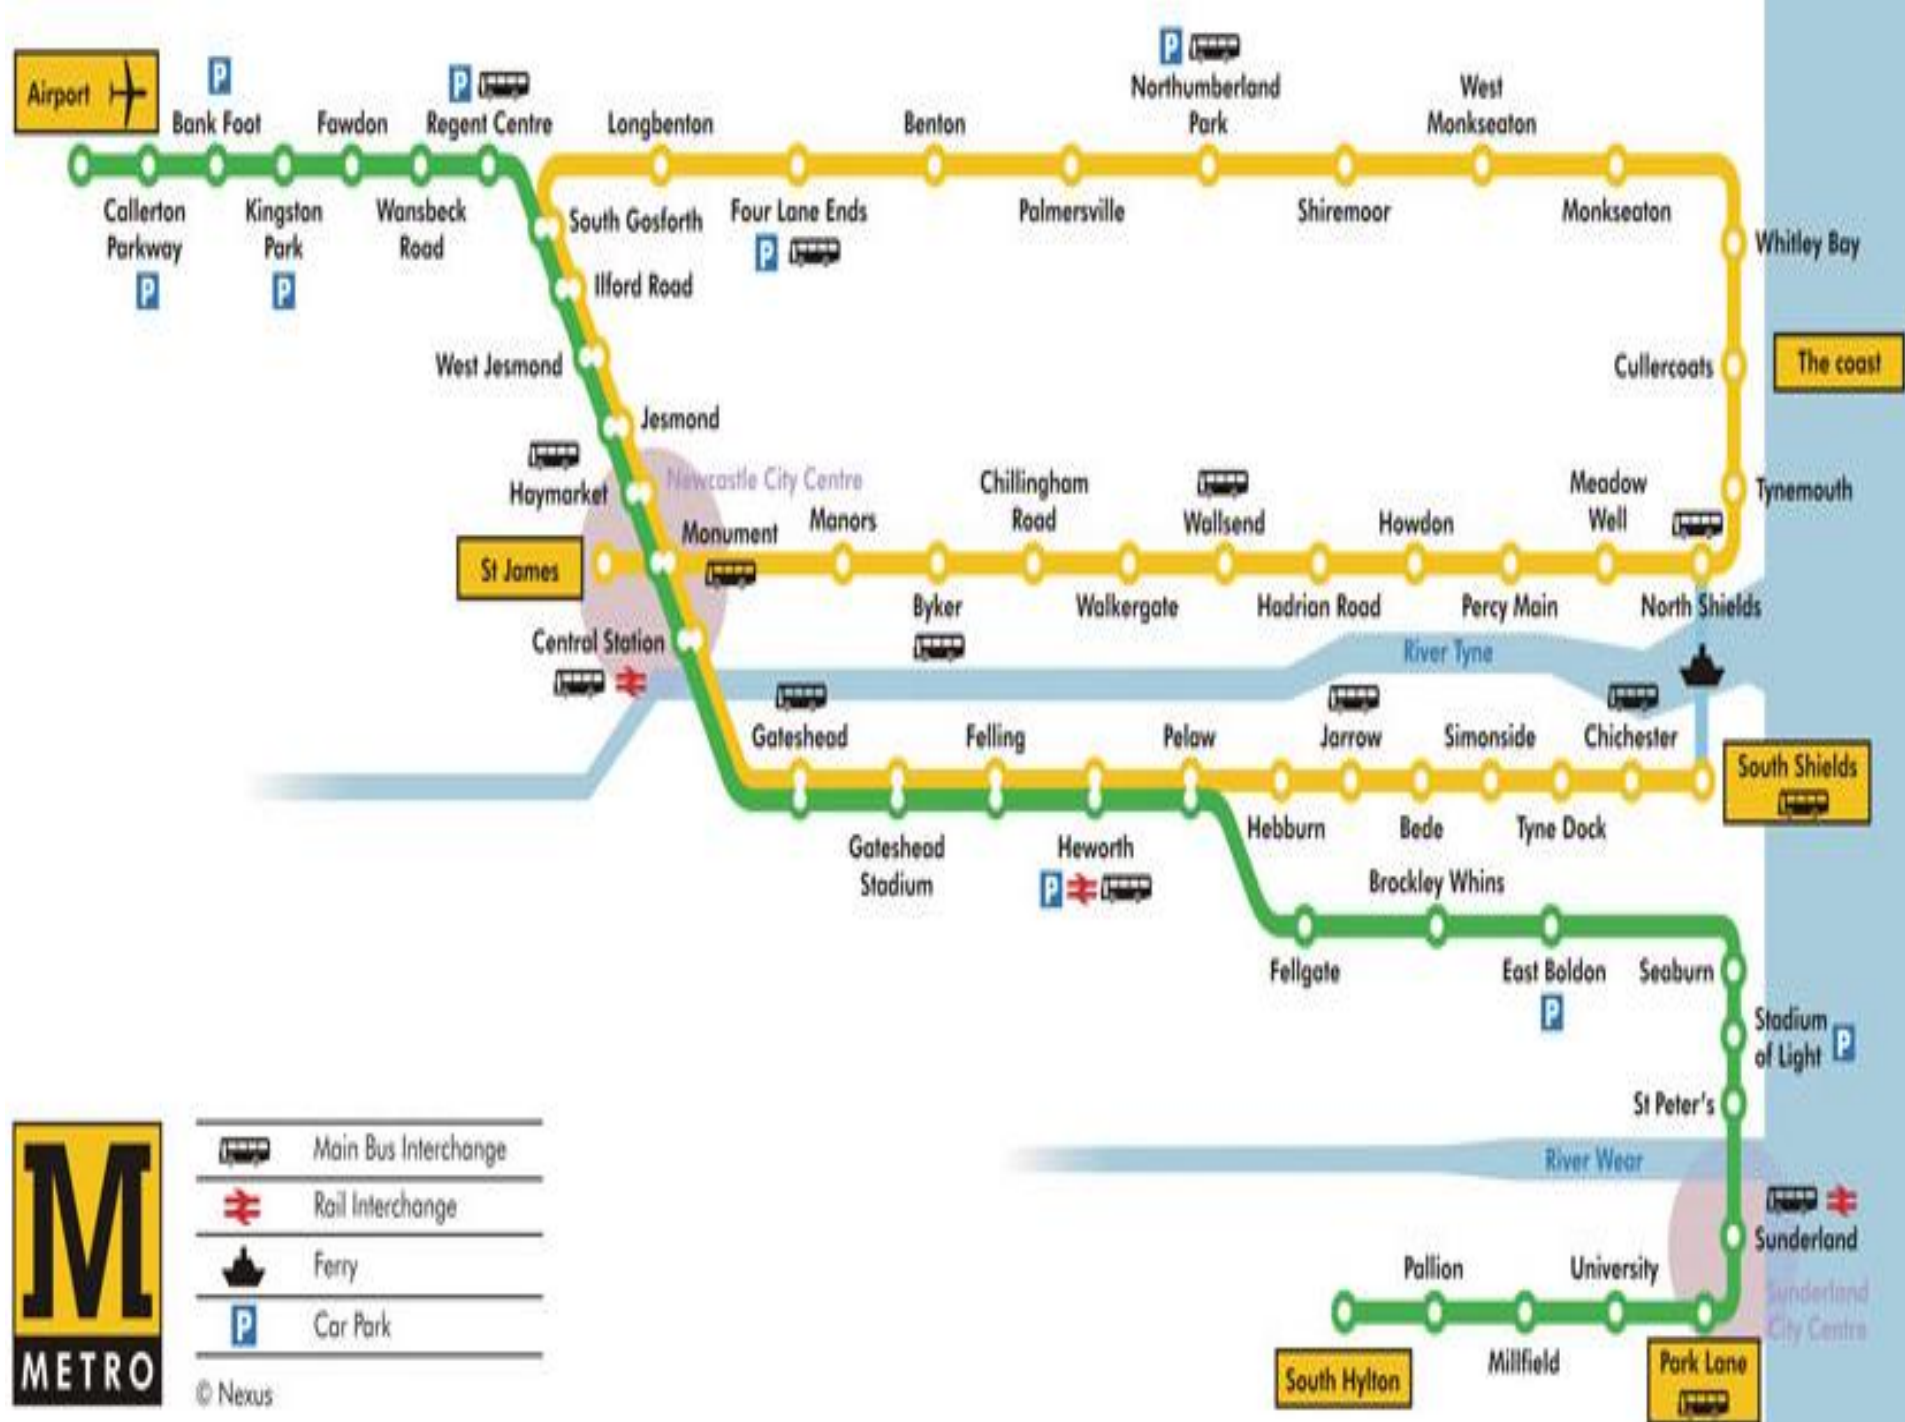 Airport
Bank Foot
Fawdon
P
Regent Centre
Longbenton
Benton
P
Northumberland
Park
West
Monkseaton
P
Callerton
Parkway
P
Kingston
Park
P
Wansbeck
Road
South Gosforth
Four Lane Ends
P
Palmersville
Shiremoor
Monkseaton
Whitley Bay
Ilford Road
West Jesmond
Cullercoats
The coast
Jesmond
Haymarket
Newcastle City Centre
Monument
Manors
Chillingham
Road
Wallsend
Howdon
Meadow
Well
Tynemouth
St James
Byker
Walkergate
Hadrian Road
Percy Main
North Shields
Central Station
River Tyne
Gateshead
Felling
Pelaw
Jarrow
Simonside
Chichester
South Shields
Gateshead
Stadium
Heworth
P
Hebburn
Bede
Tyne Dock
Brockley Whins
Fellgate
East Boldon
P
Seaburn
Stadium
of Light
P
St Peter's
River Wear
Sunderland
Sunderland
City Centre
Pallion
University
South Hylton
Millfield
Park Lane
M
METRO
Main Bus Interchange
Rail Interchange
Ferry
P
Car Park
© Nexus